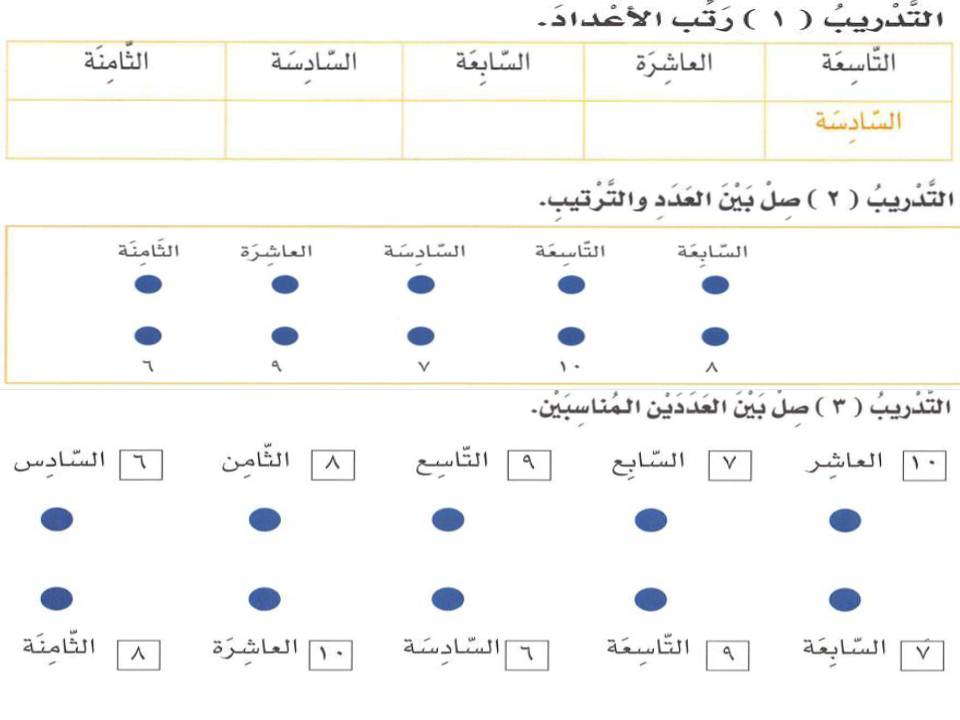 التَّدْريبُ ( ١ ) رَتِّب الأعْدادَ.
التّاسِعَة العاشِرَة السّابِعَة السّادِسَة الثّامِنَة
السّادِسَة
التَّدْريبُ ( ٢ ) صِلْ بَيْنَ العَدَدِ والتَّرْتيبِ.
السّابِعَة التّاسِعَة السّادِسَة العاشِرَة الثّامِنَة
٨ ١٠ ٧ ٩ ٦
التَّدْريبُ ( ٣ ) صِلْ بَيْنَ العَدَدَيْن المُناسِبَيْن.
١٠ العاشِر ٧ السّابِع ٩ التّاسِع ٨ الثّامِن ٦ السّادِس
٧ السّابِعَة ٩ التّاسِعَة ٦ السّادِسَة ١٠ العاشِرَة ٨ الثّامِنَة